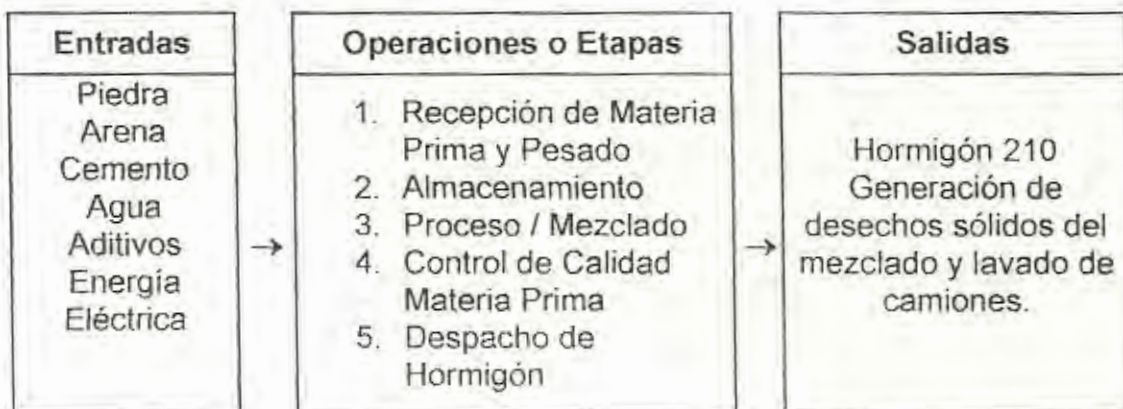 Entradas
Piedra
Arena
Cemento
Agua
Aditivos
Energía
Eléctrica
→
Operaciones o Etapas
1. Recepción de Materia
Prima y Pesado
2. Almacenamiento
3. Proceso / Mezclado
4. Control de Calidad
Materia Prima
5. Despacho de
Hormigón
→
Salidas
Hormigón 210
Generación de
desechos sólidos del
mezclado y lavado de
camiones.